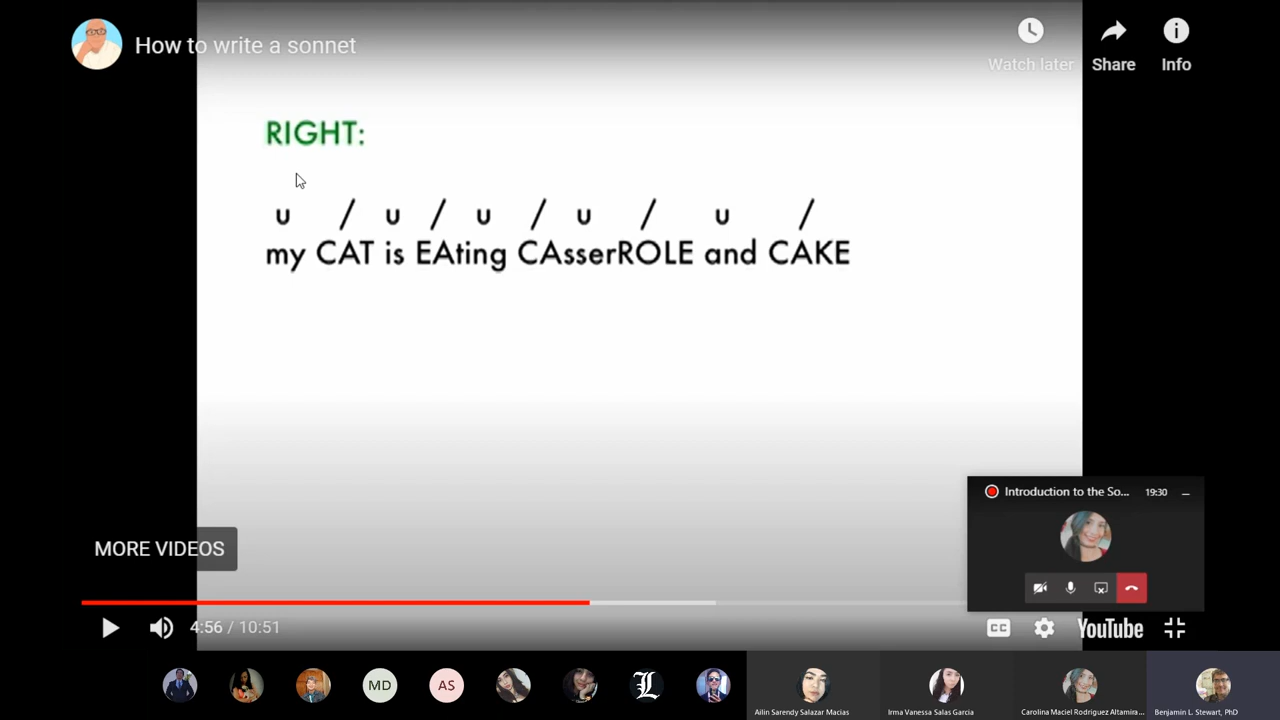 How to write a sonnet
Watch later
Share
Info
RIGHT:
u / u / u / u / u /
my CAT is EAting CAsserROLE and CAKE
Introduction to the So...
19:30
MORE VIDEOS
4:56 / 10:51
CC
YouTube
MD
AS
L
Ailin Sarendy Salazar Macias
Irma Vanessa Salas Garcia
Carolina Maciel Rodriguez Altamira...
Benjamin L. Stewart, PhD